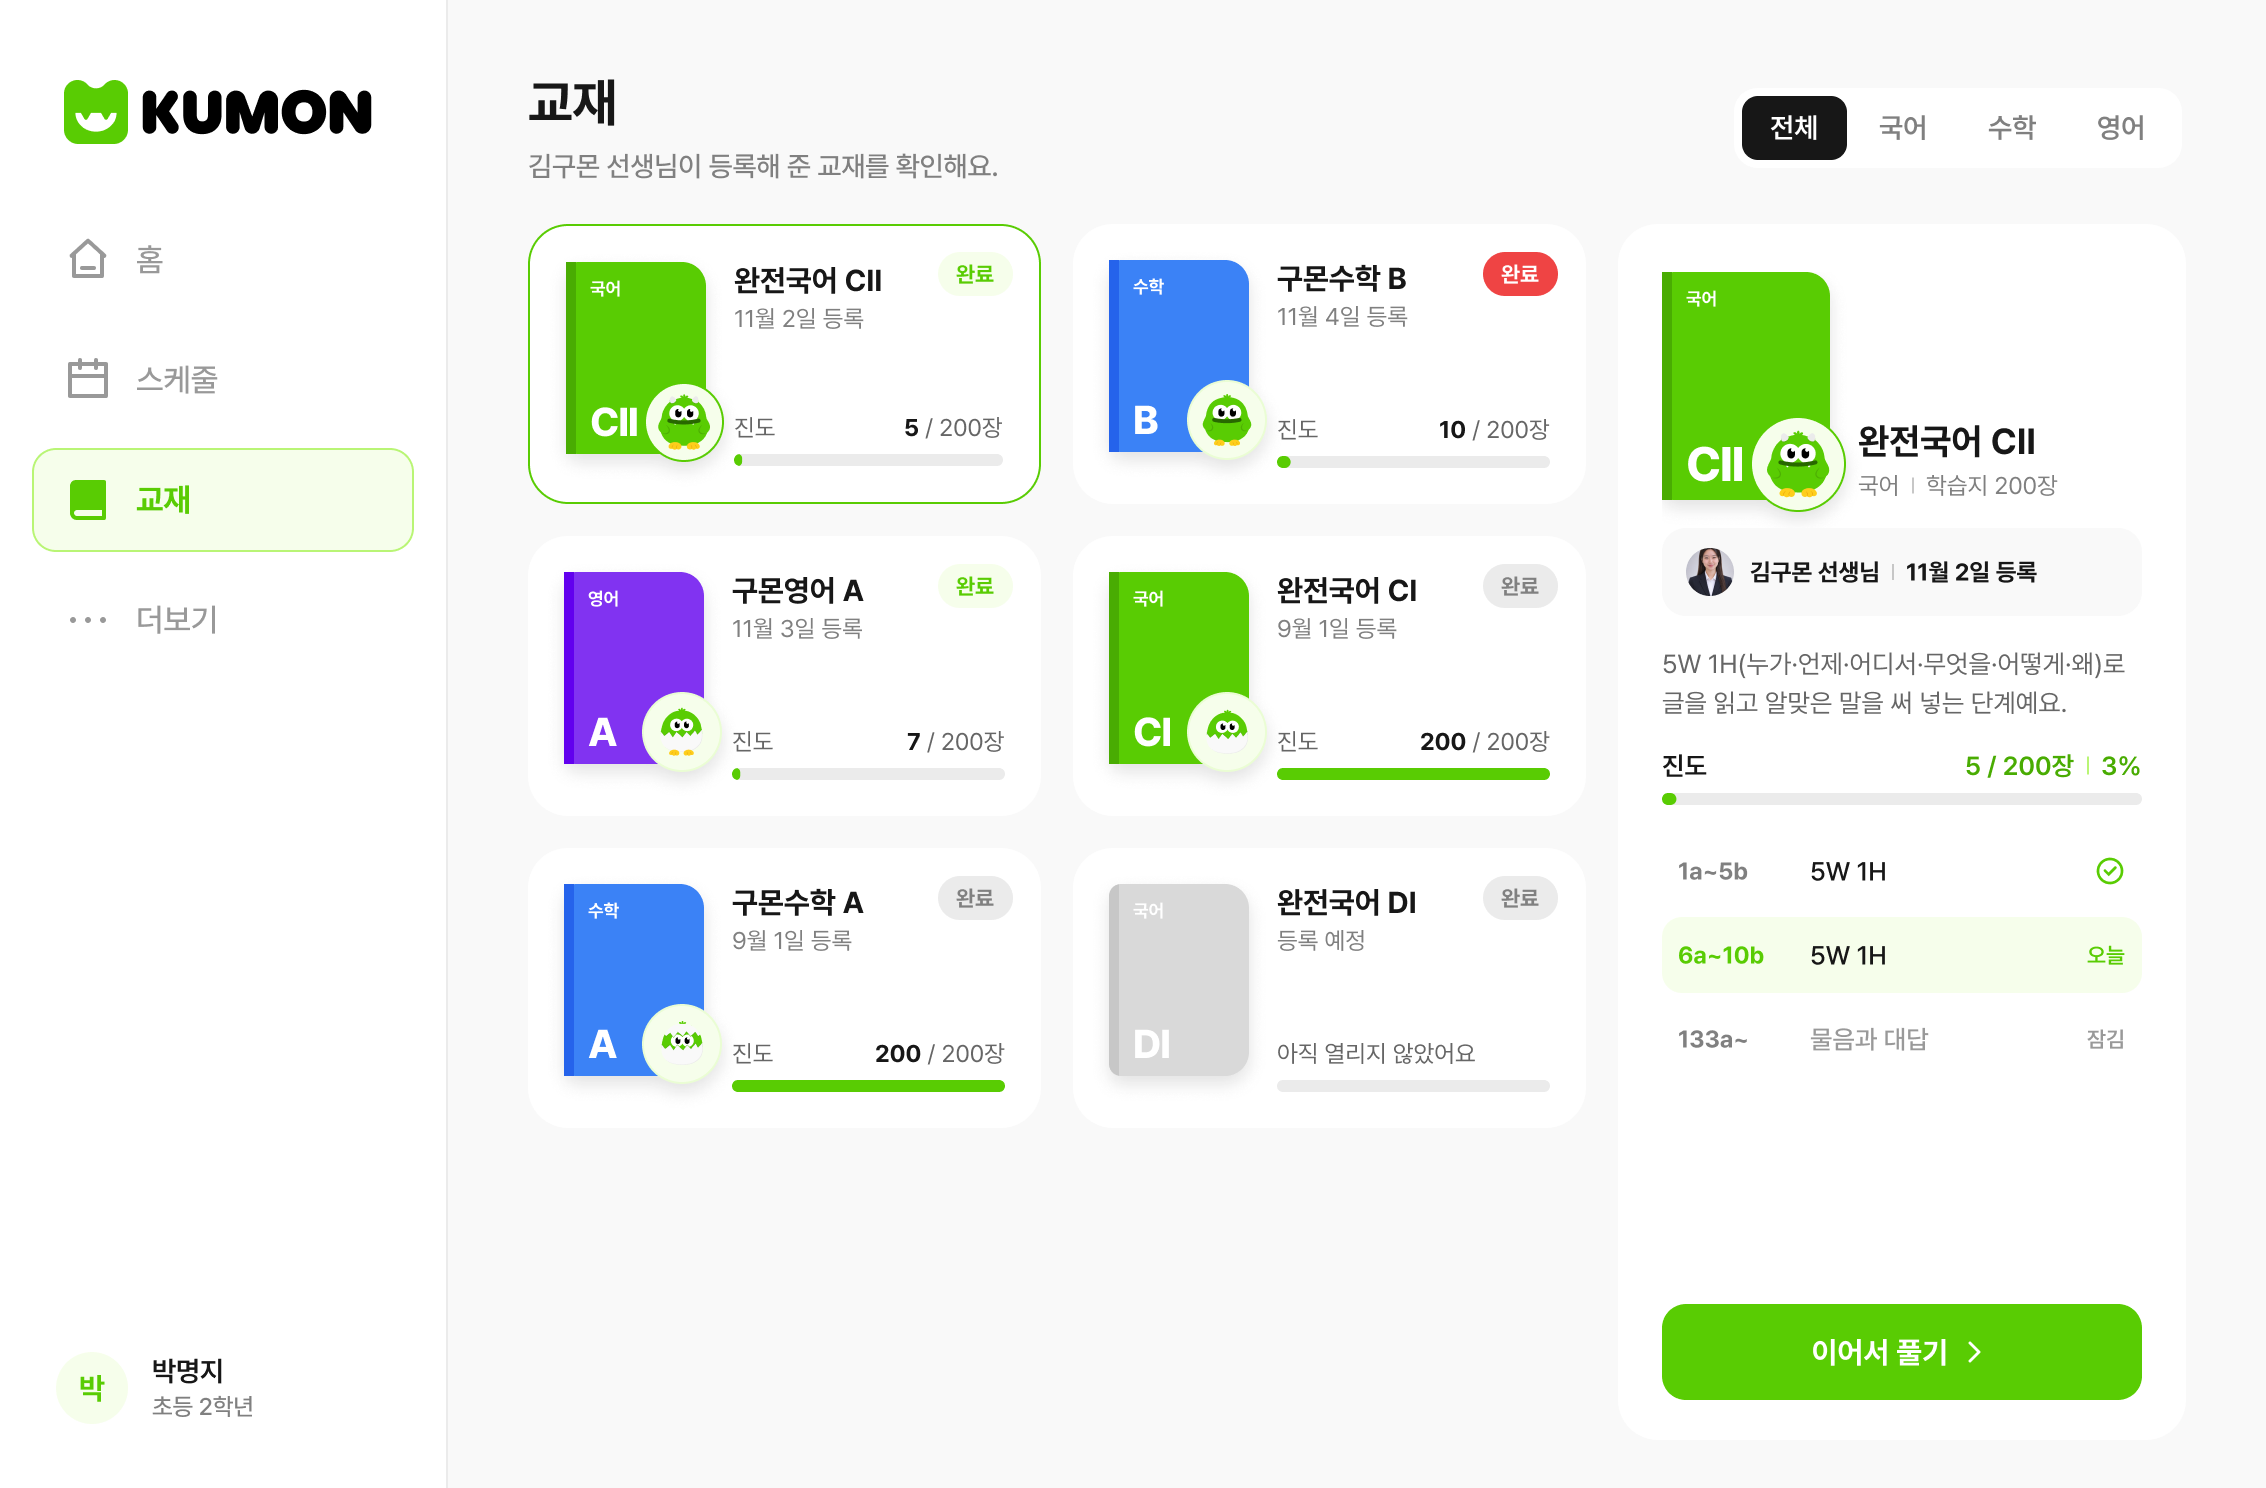 KUMON
홈
스케줄
교재
더보기
박
박명지
초등 2학년
교재
김구몬 선생님이 등록해 준 교재를 확인해요.
전체 국어 수학 영어
국어
CII
완전국어 CII
완료
11월 2일 등록
진도 5 / 200장
수학
B
구몬수학 B
완료
11월 4일 등록
진도 10 / 200장
영어
A
구몬영어 A
완료
11월 3일 등록
진도 7 / 200장
국어
CI
완전국어 CI
완료
9월 1일 등록
진도 200 / 200장
수학
A
구몬수학 A
완료
9월 1일 등록
진도 200 / 200장
국어
DI
완전국어 DI
완료
등록 예정
아직 열리지 않았어요
국어
CII
완전국어 CII
국어 | 학습지 200장
김구몬 선생님 | 11월 2일 등록
5W 1H(누가·언제·어디서·무엇을·어떻게·왜)로
글을 읽고 알맞은 말을 써 넣는 단계예요.
진도 5 / 200장 | 3%
1a~5b 5W 1H
6a~10b 5W 1H 오늘
133a~ 물음과 대답 잠김
이어서 풀기